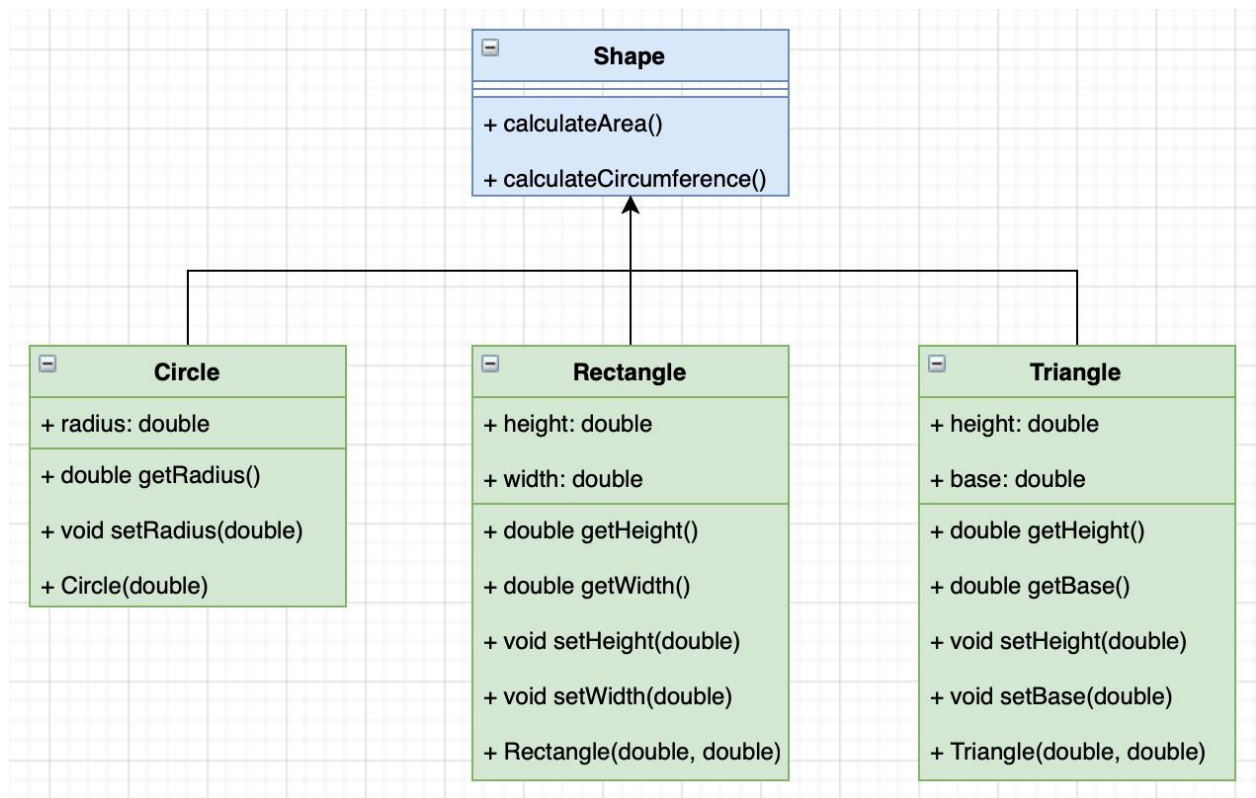 Shape
+ calculateArea()
+ calculateCircumference()
Circle
+ radius: double
+ double getRadius()
+ void setRadius(double)
+ Circle(double)
Rectangle
+ height: double
+ width: double
+ double getHeight()
+ double getWidth()
+ void setHeight(double)
+ void setWidth(double)
+ Rectangle(double, double)
Triangle
+ height: double
+ base: double
+ double getHeight()
+ double getBase()
+ void setHeight(double)
+ void setBase(double)
+ Triangle(double, double)